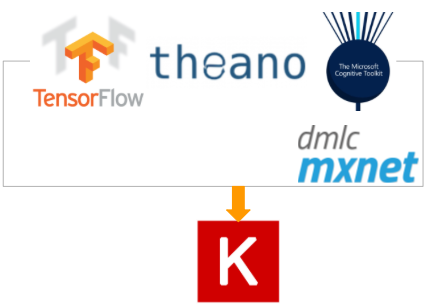 TensorFlow
theano
The Microsoft
Cognitive Toolkit
dmlc
mxnet
K